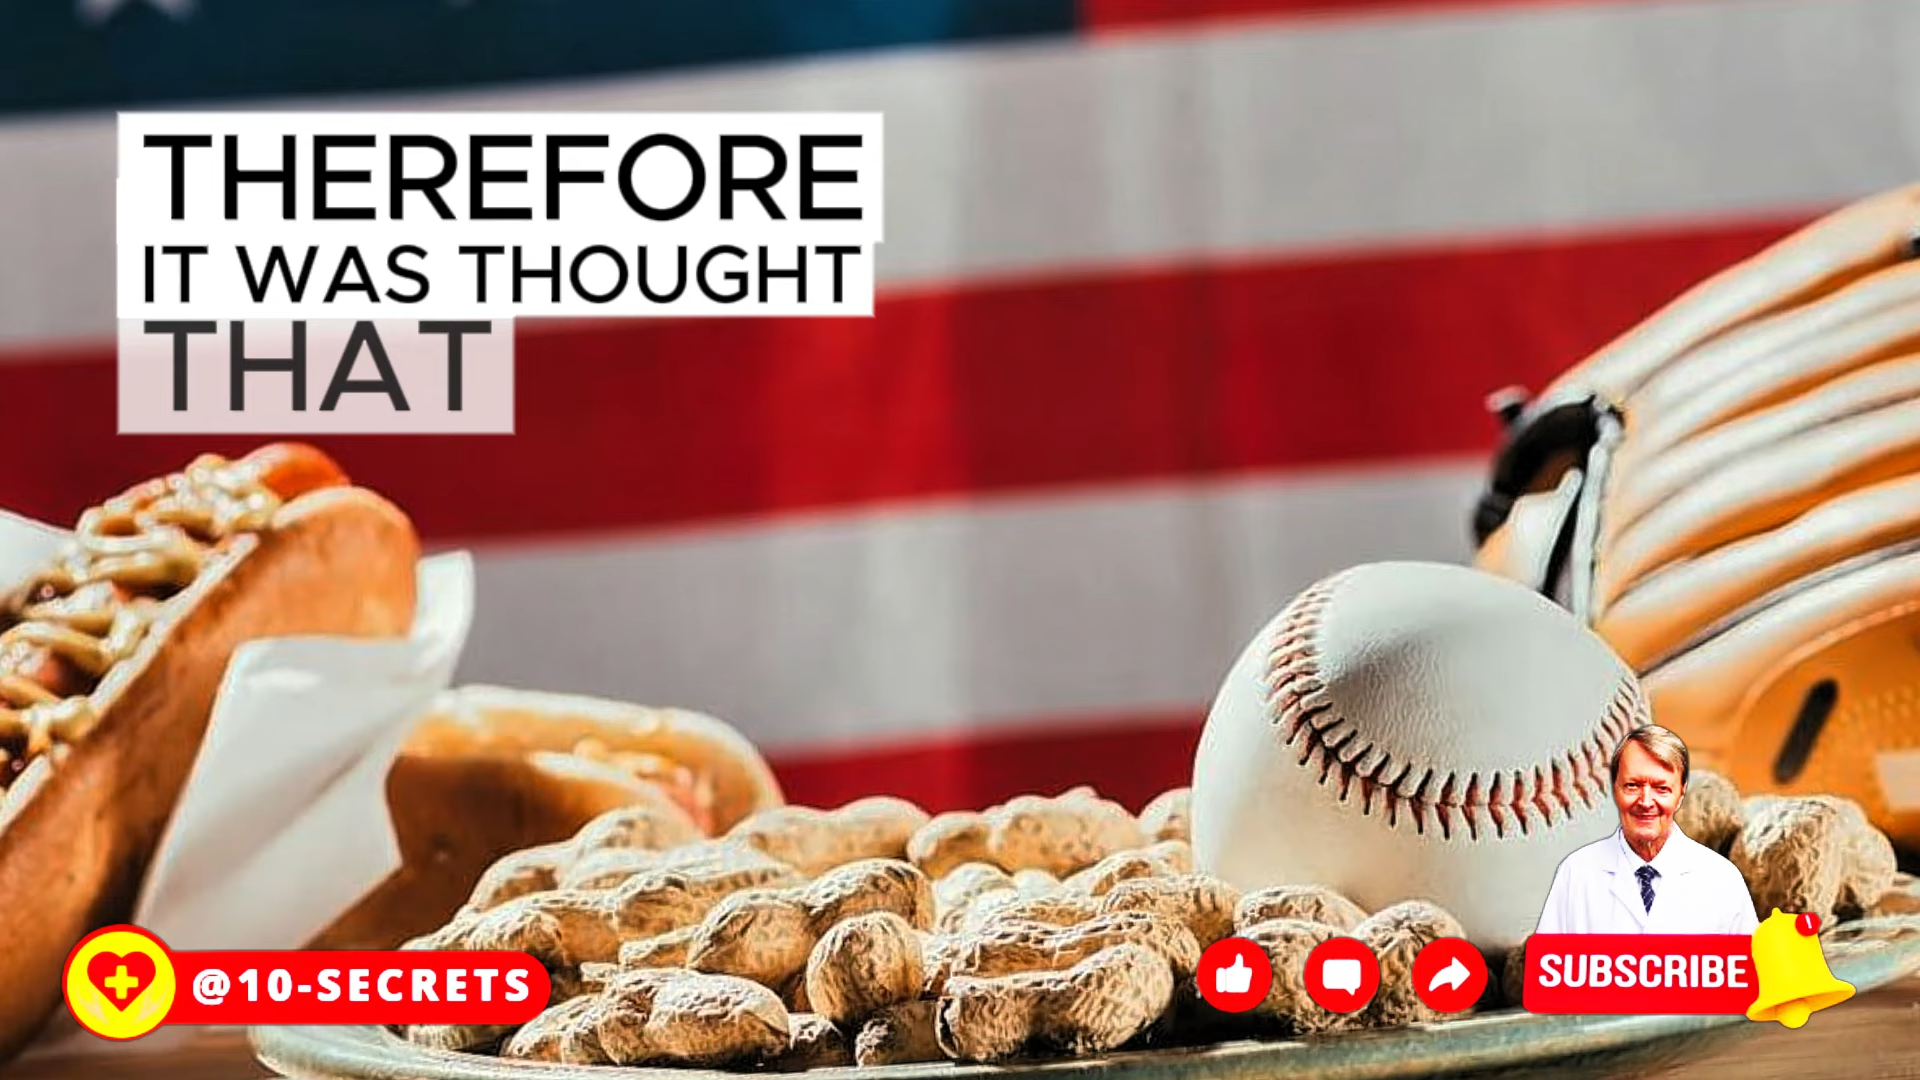 THEREFORE
IT WAS THOUGHT
THAT
@10-SECRETS
SUBSCRIBE